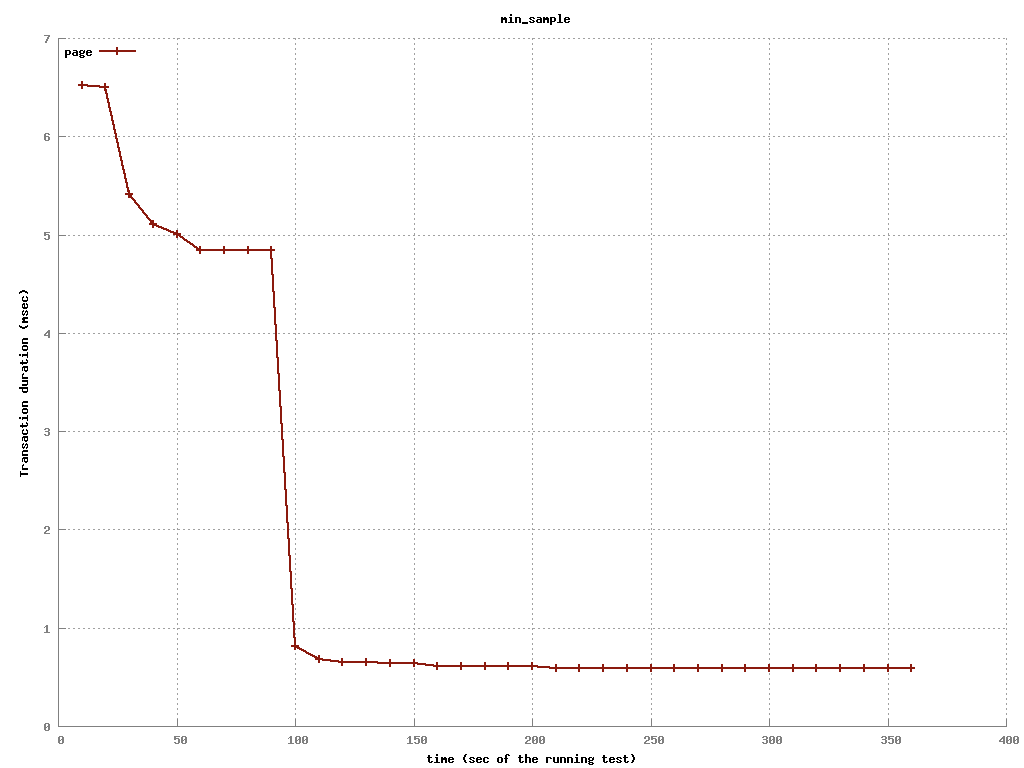 min_sample
7
page
6
5
4
3
2
1
0
Transaction duration (msec)
0 50 100 150 200 250 300 350 400
time (sec of the running test)